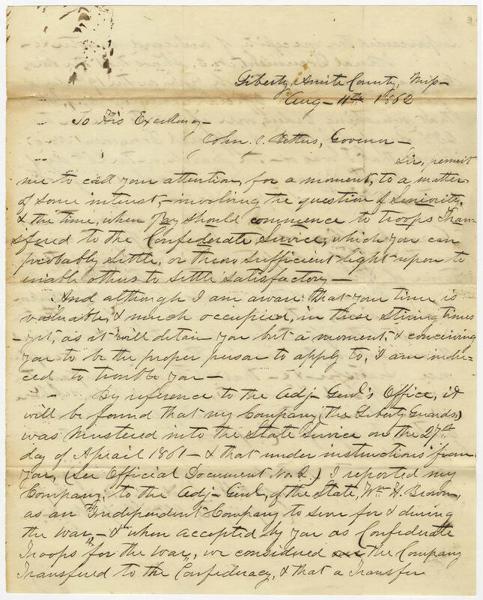 Liberty, Amite County, Miss-
Aug- 11th 1862
To His Excellency-
John. J. Pettus, Govenor-
Sir, permit
me to call your attention, for a moment, to a matter
of some interest,- involving the question of Seniority,
& the time, when Pay should commence to troops Tran-
sfered to the Confederate Service, which you can
probably settle, or throw sufficient light upon to
enable others to settle satisfactory-
And although I am aware that your time is
valuable, & much occupied, in these stiring times
yet, as it will detain you but a moment, & conceiving
you to be the proper person to apply to, I am indu-
ced to trouble you-
By reference to the Adj- Genl's Office, it
will be found that my Company, (The Liberty Guards)
was mustered into the State Service on the 27th
day of Aprail 1861- & that under instructions from
you, (See Official Document No. 1.) I reported my
Company, to the Adj- Genl, of the State, Wm H. Brown,
as an "Independent" Company to serve for & during
the War,- & when accepted by you as Confederate
Troops "for the War", we considered the Company
Transfered to the Confederacy, & that a Transfer